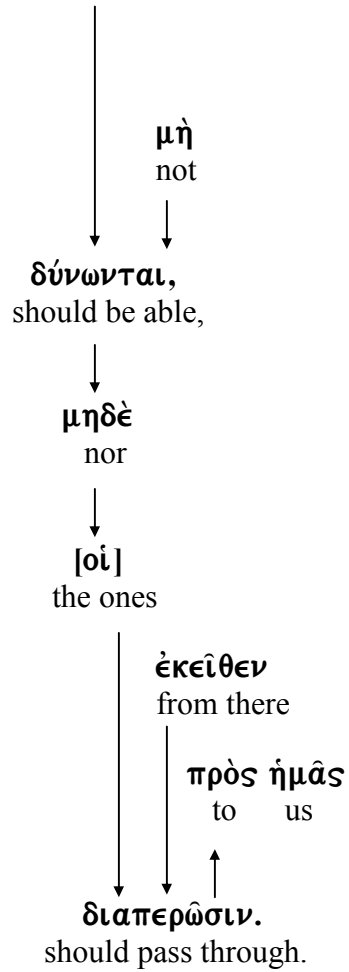 μὴ
not
δύνωνται,
should be able,
μηδὲ
nor
[οἱ]
the ones
ἐκεῖθεν
from there
πρὸς ἡμᾶς
to us
διαπερῶσιν.
should pass through.